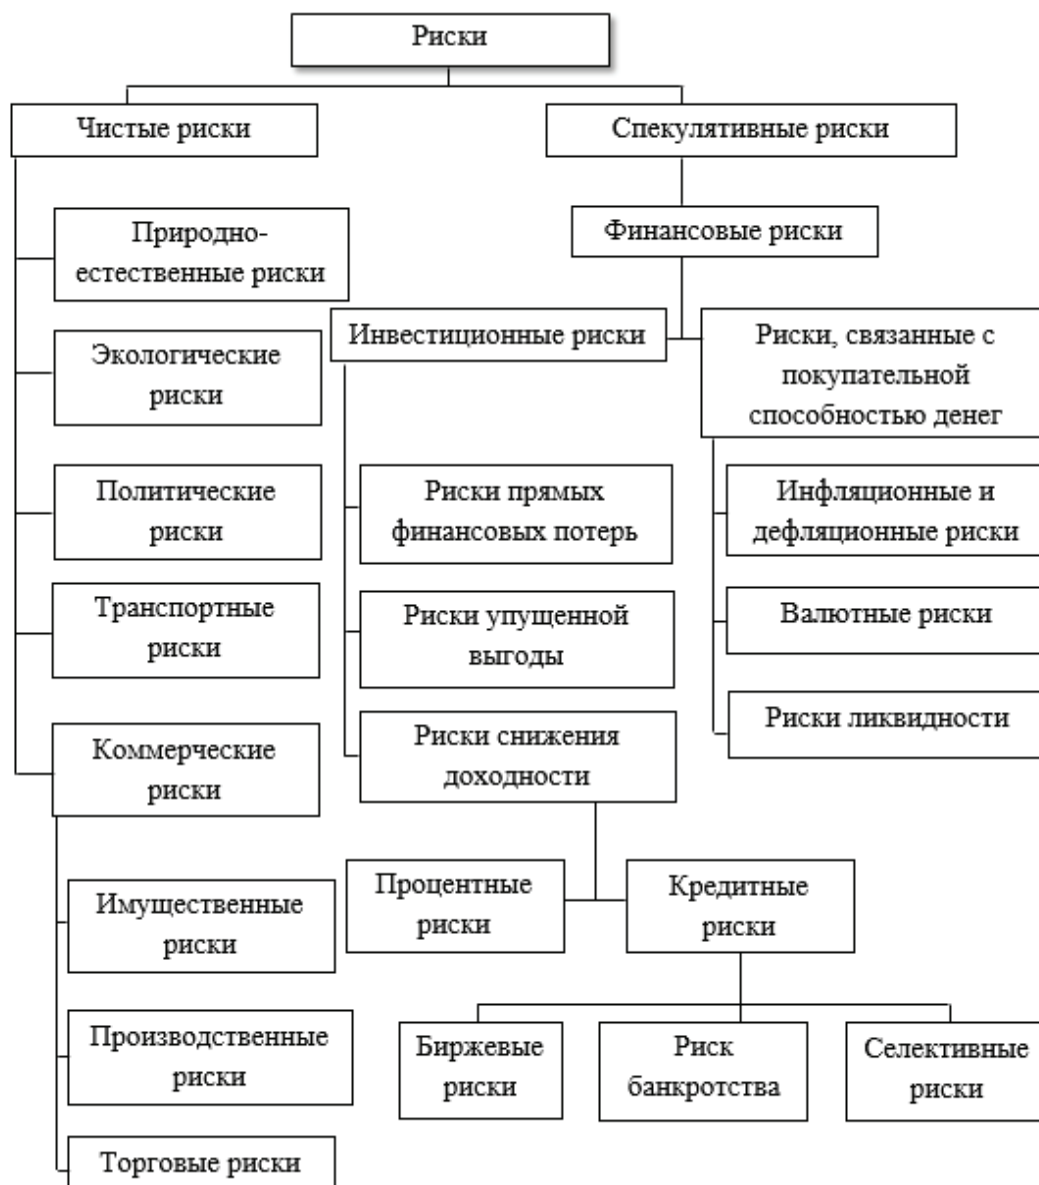 Риски
Чистые риски
Спекулятивные риски
Природно-
естественные риски
Экологические
риски
Политические
риски
Транспортные
риски
Коммерческие
риски
Имущественные
риски
Производственные
риски
Торговые риски
Финансовые риски
Инвестиционные риски
Риски прямых
финансовых потерь
Риски упущенной
выгоды
Риски снижения
доходности
Процентные
риски
Кредитные
риски
Биржевые
риски
Риск
банкротства
Селективные
риски
Риски, связанные с
покупательной
способностью денег
Инфляционные и
дефляционные риски
Валютные риски
Риски ликвидности